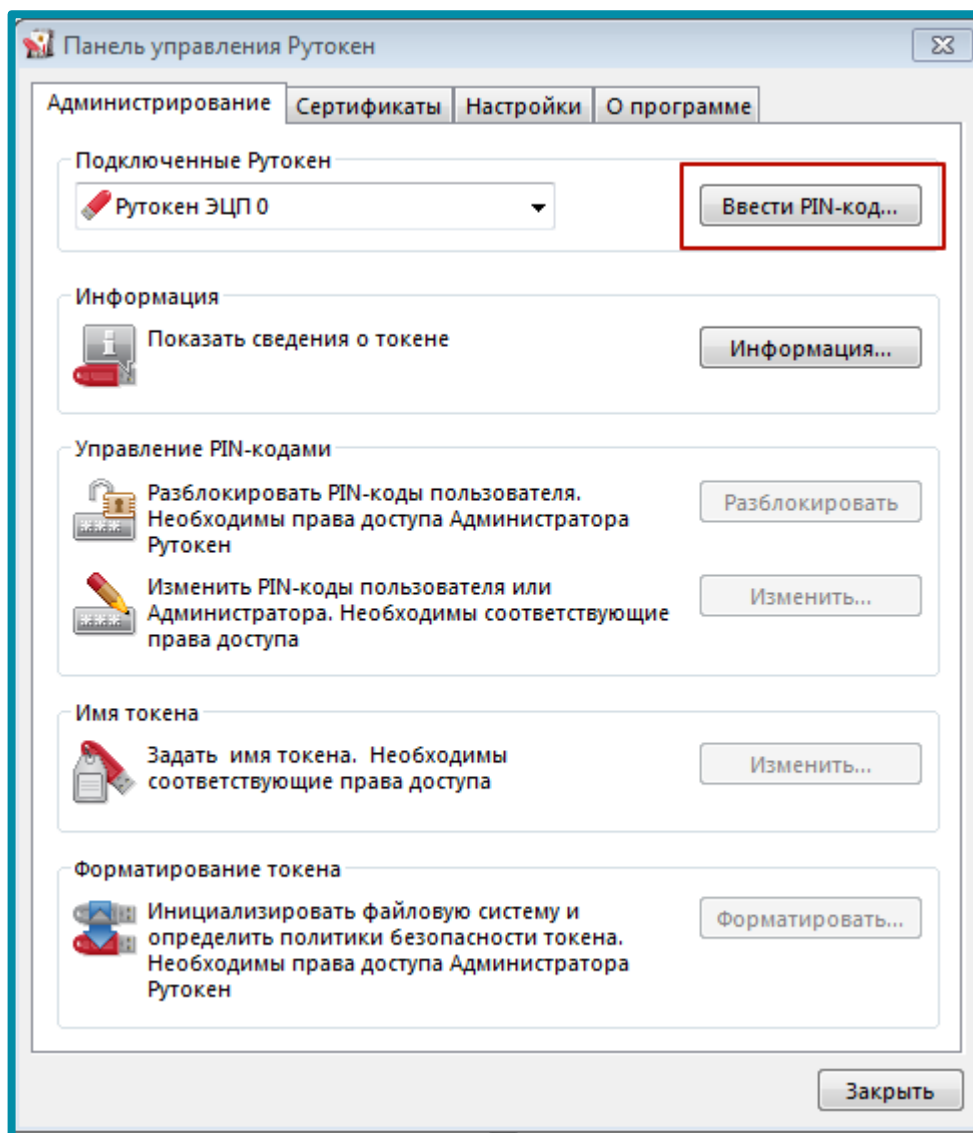 Панель управления Рутокен
Администрирование Сертификаты Настройки О программе
Подключенные Рутокен
Рутокен ЭЦП 0
Ввести PIN-код...
Информация
Показать сведения о токене
Информация...
Управление PIN-кодами
Разблокировать PIN-коды пользователя.
Необходимы права доступа Администратора
Рутокен
Разблокировать
Изменить PIN-коды пользователя или
Администратора. Необходимы соответствующие
права доступа
Изменить...
Имя токена
Задать имя токена. Необходимы
соответствующие права доступа
Изменить...
Форматирование токена
Инициализировать файловую систему и
определить политики безопасности токена.
Необходимы права доступа Администратора
Рутокен
Форматировать...
Закрыть